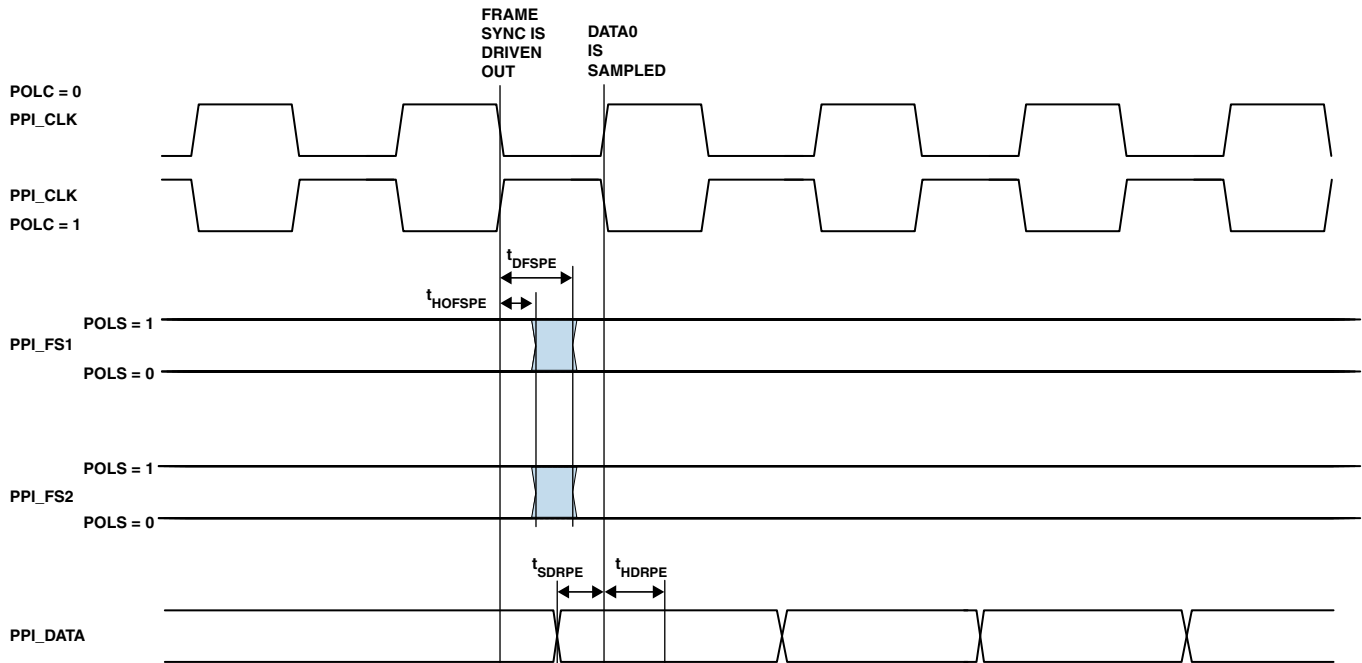 FRAME
SYNC IS
DRIVEN
OUT
DATA0
IS
SAMPLED
POLC = 0
PPI_CLK
PPI_CLK
POLC = 1
tDFSPE
tHOFSPE
POLS = 1
PPI_FS1
POLS = 0
POLS = 1
PPI_FS2
POLS = 0
tSDRPE
tHDRPE
PPI_DATA